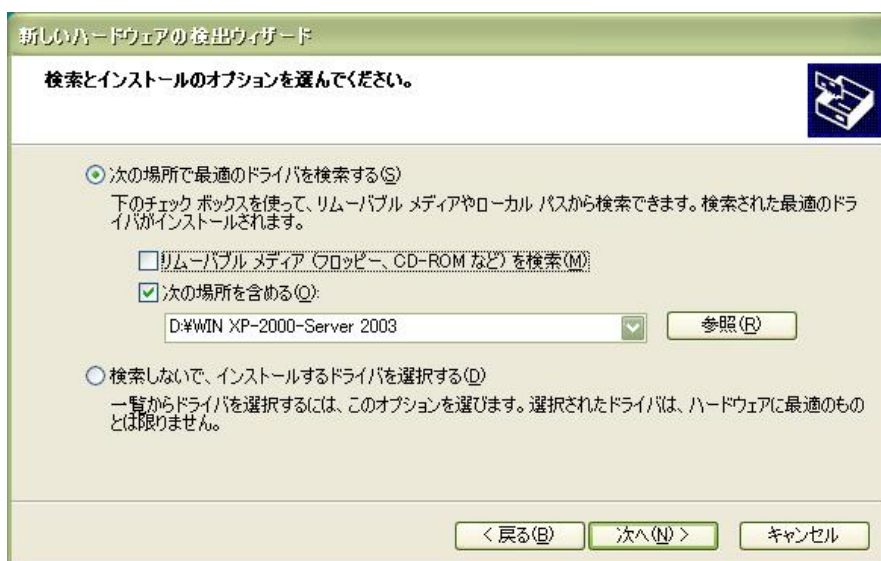 新しいハードウェアの検出ウィザード
検索とインストールのオプションを選んでください。
次の場所で最適のドライバを検索する(S)
下のチェック ボックスを使って、リムーバブル メディアやローカル パスから検索できます。検索された最適のドラ
イバがインストールされます。
リムーバブル メディア (フロッピー、CD-ROM など) を検索(M)
次の場所を含める(O):
D:¥WIN XP-2000-Server 2003
参照(R)
検索しないで、インストールするドライバを選択する(D)
一覧からドライバを選択するには、このオプションを選びます。選択されたドライバは、ハードウェアに最適のもの
とは限りません。
< 戻る(B)
次へ(N) >
キャンセル